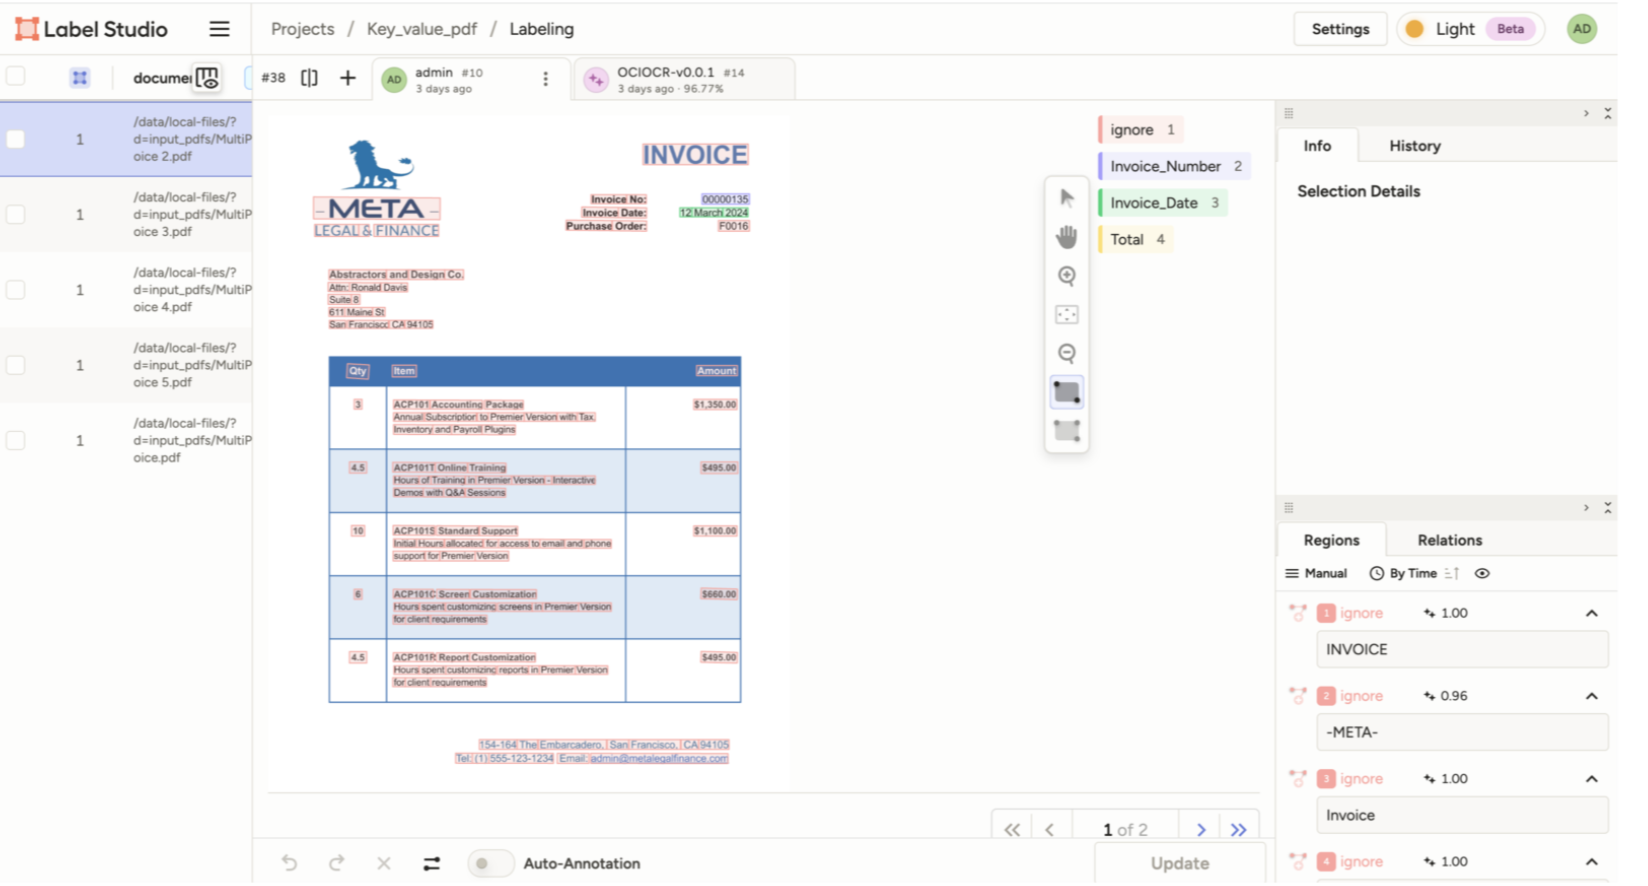 Label Studio
Projects / Key_value_pdf / Labeling
Settings
Light Beta
AD
docume
#38
AD admin #10
3 days ago
OCIOCR-v0.0.1 #14
3 days ago · 96.77%
1 /data/local-files/?
d=input_pdfs/MultiP
oice 2.pdf
1 /data/local-files/?
d=input_pdfs/MultiP
oice 3.pdf
1 /data/local-files/?
d=input_pdfs/MultiP
oice 4.pdf
1 /data/local-files/?
d=input_pdfs/MultiP
oice 5.pdf
1 /data/local-files/?
d=input_pdfs/MultiP
oice.pdf
- META -
LEGAL & FINANCE
INVOICE
Invoice No: 00000135
Invoice Date: 12 March 2024
Purchase Order: F0016
Abstractors and Design Co.
Attn: Ronald Davis
Suite 8
611 Maine St
San Francisco CA 94105
Qty Item Amount
3 ACP101 Accounting Package $1,350.00
Annual Subscription to Premier Version with Tax,
Inventory and Payroll Plugins
4.5 ACP101T Online Training $495.00
Hours of Training in Premier Version - Interactive
Demos with Q&A Sessions
10 ACP101S Standard Support $1,100.00
Initial Hours allocated for access to email and phone
support for Premier Version
6 ACP101C Screen Customization $660.00
Hours spent customizing screens in Premier Version
for client requirements
4.5 ACP101R Report Customization $495.00
Hours spent customizing reports in Premier Version
for client requirements
154-164 The Embarcadero, San Francisco, CA 94105
Tel: (1) 555-123-1234 Email: admin@metalegalfinance.com
ignore 1
Invoice_Number 2
Invoice_Date 3
Total 4
1 of 2
Auto-Annotation
Update
Info
History
Selection Details
Regions
Relations
Manual
By Time
1 ignore 1.00
INVOICE
2 ignore 0.96
-META-
3 ignore 1.00
Invoice
4 ignore 1.00